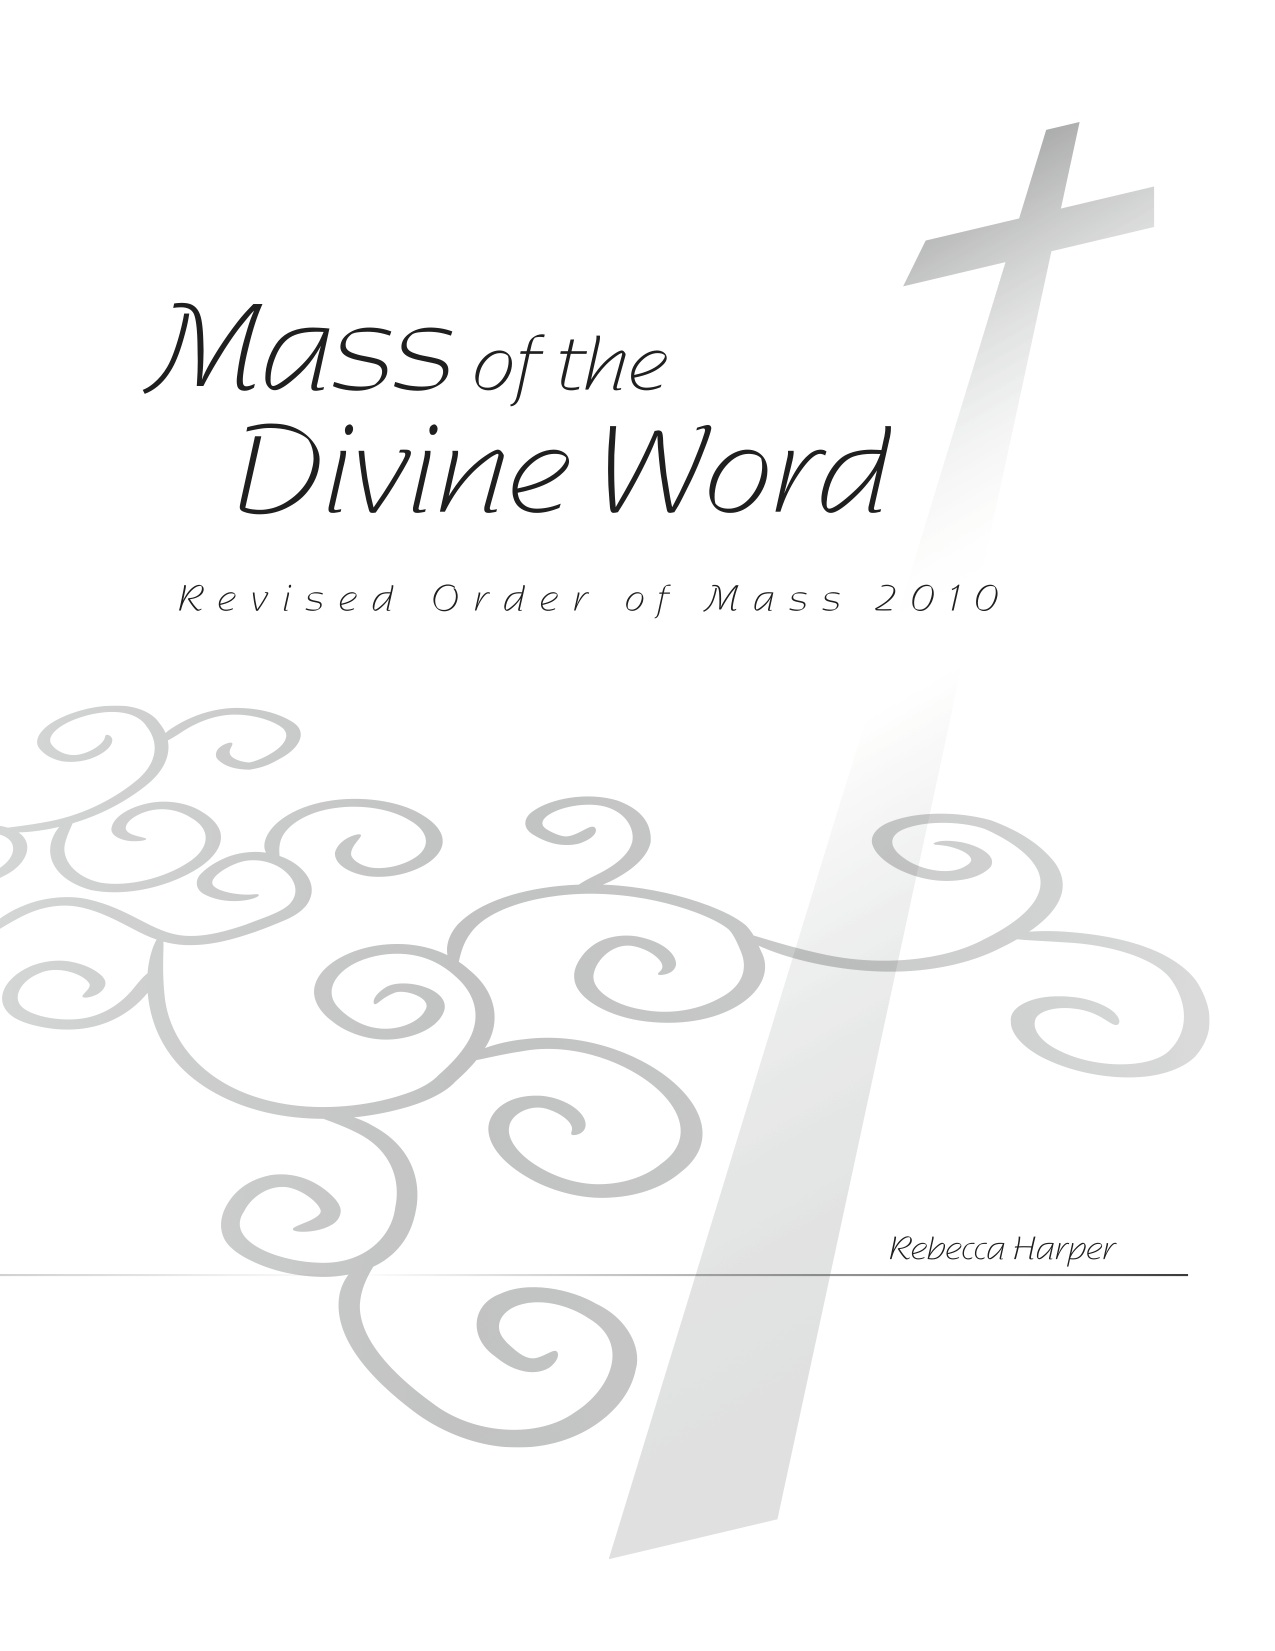 Mass of the
Divine Word
Revised Order of Mass 2010
Rebecca Harper